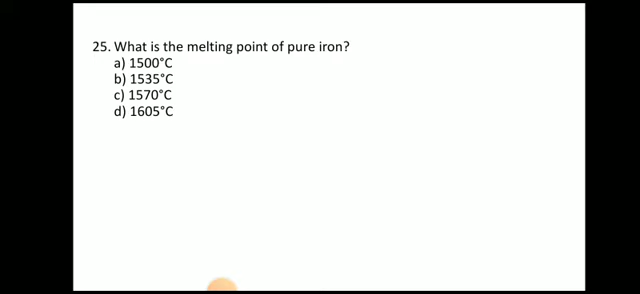 25. What is the melting point of pure iron?
a) 1500°C
b) 1535°C
c) 1570°C
d) 1605°C